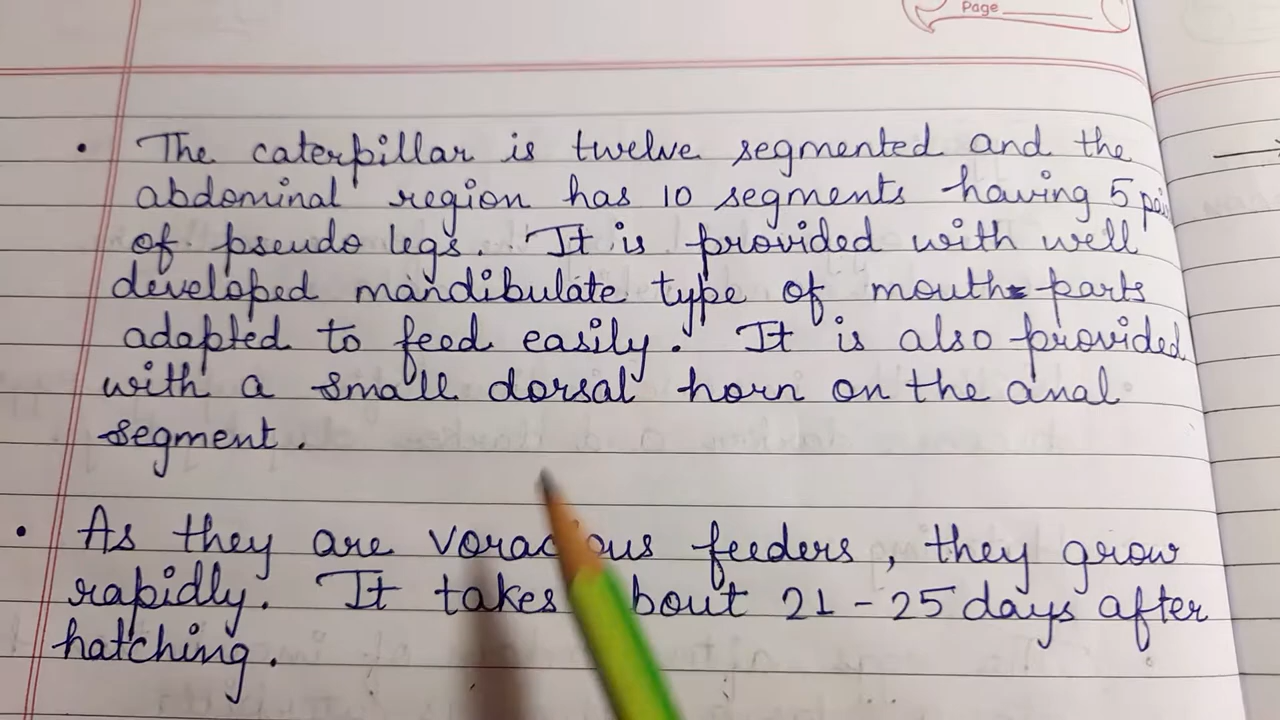 Page
• The caterpillar is twelve segmented and the
abdominal region has 10 segments having 5
of pseudo legs. It is provided with well
developed mandibulate type of mouth parts
adapted to feed easily. It is also provided
with a small dorsal horn on the anal
segment.
• As they are feeders, they grow
rapidly. It takes 21-25 days after
hatching.